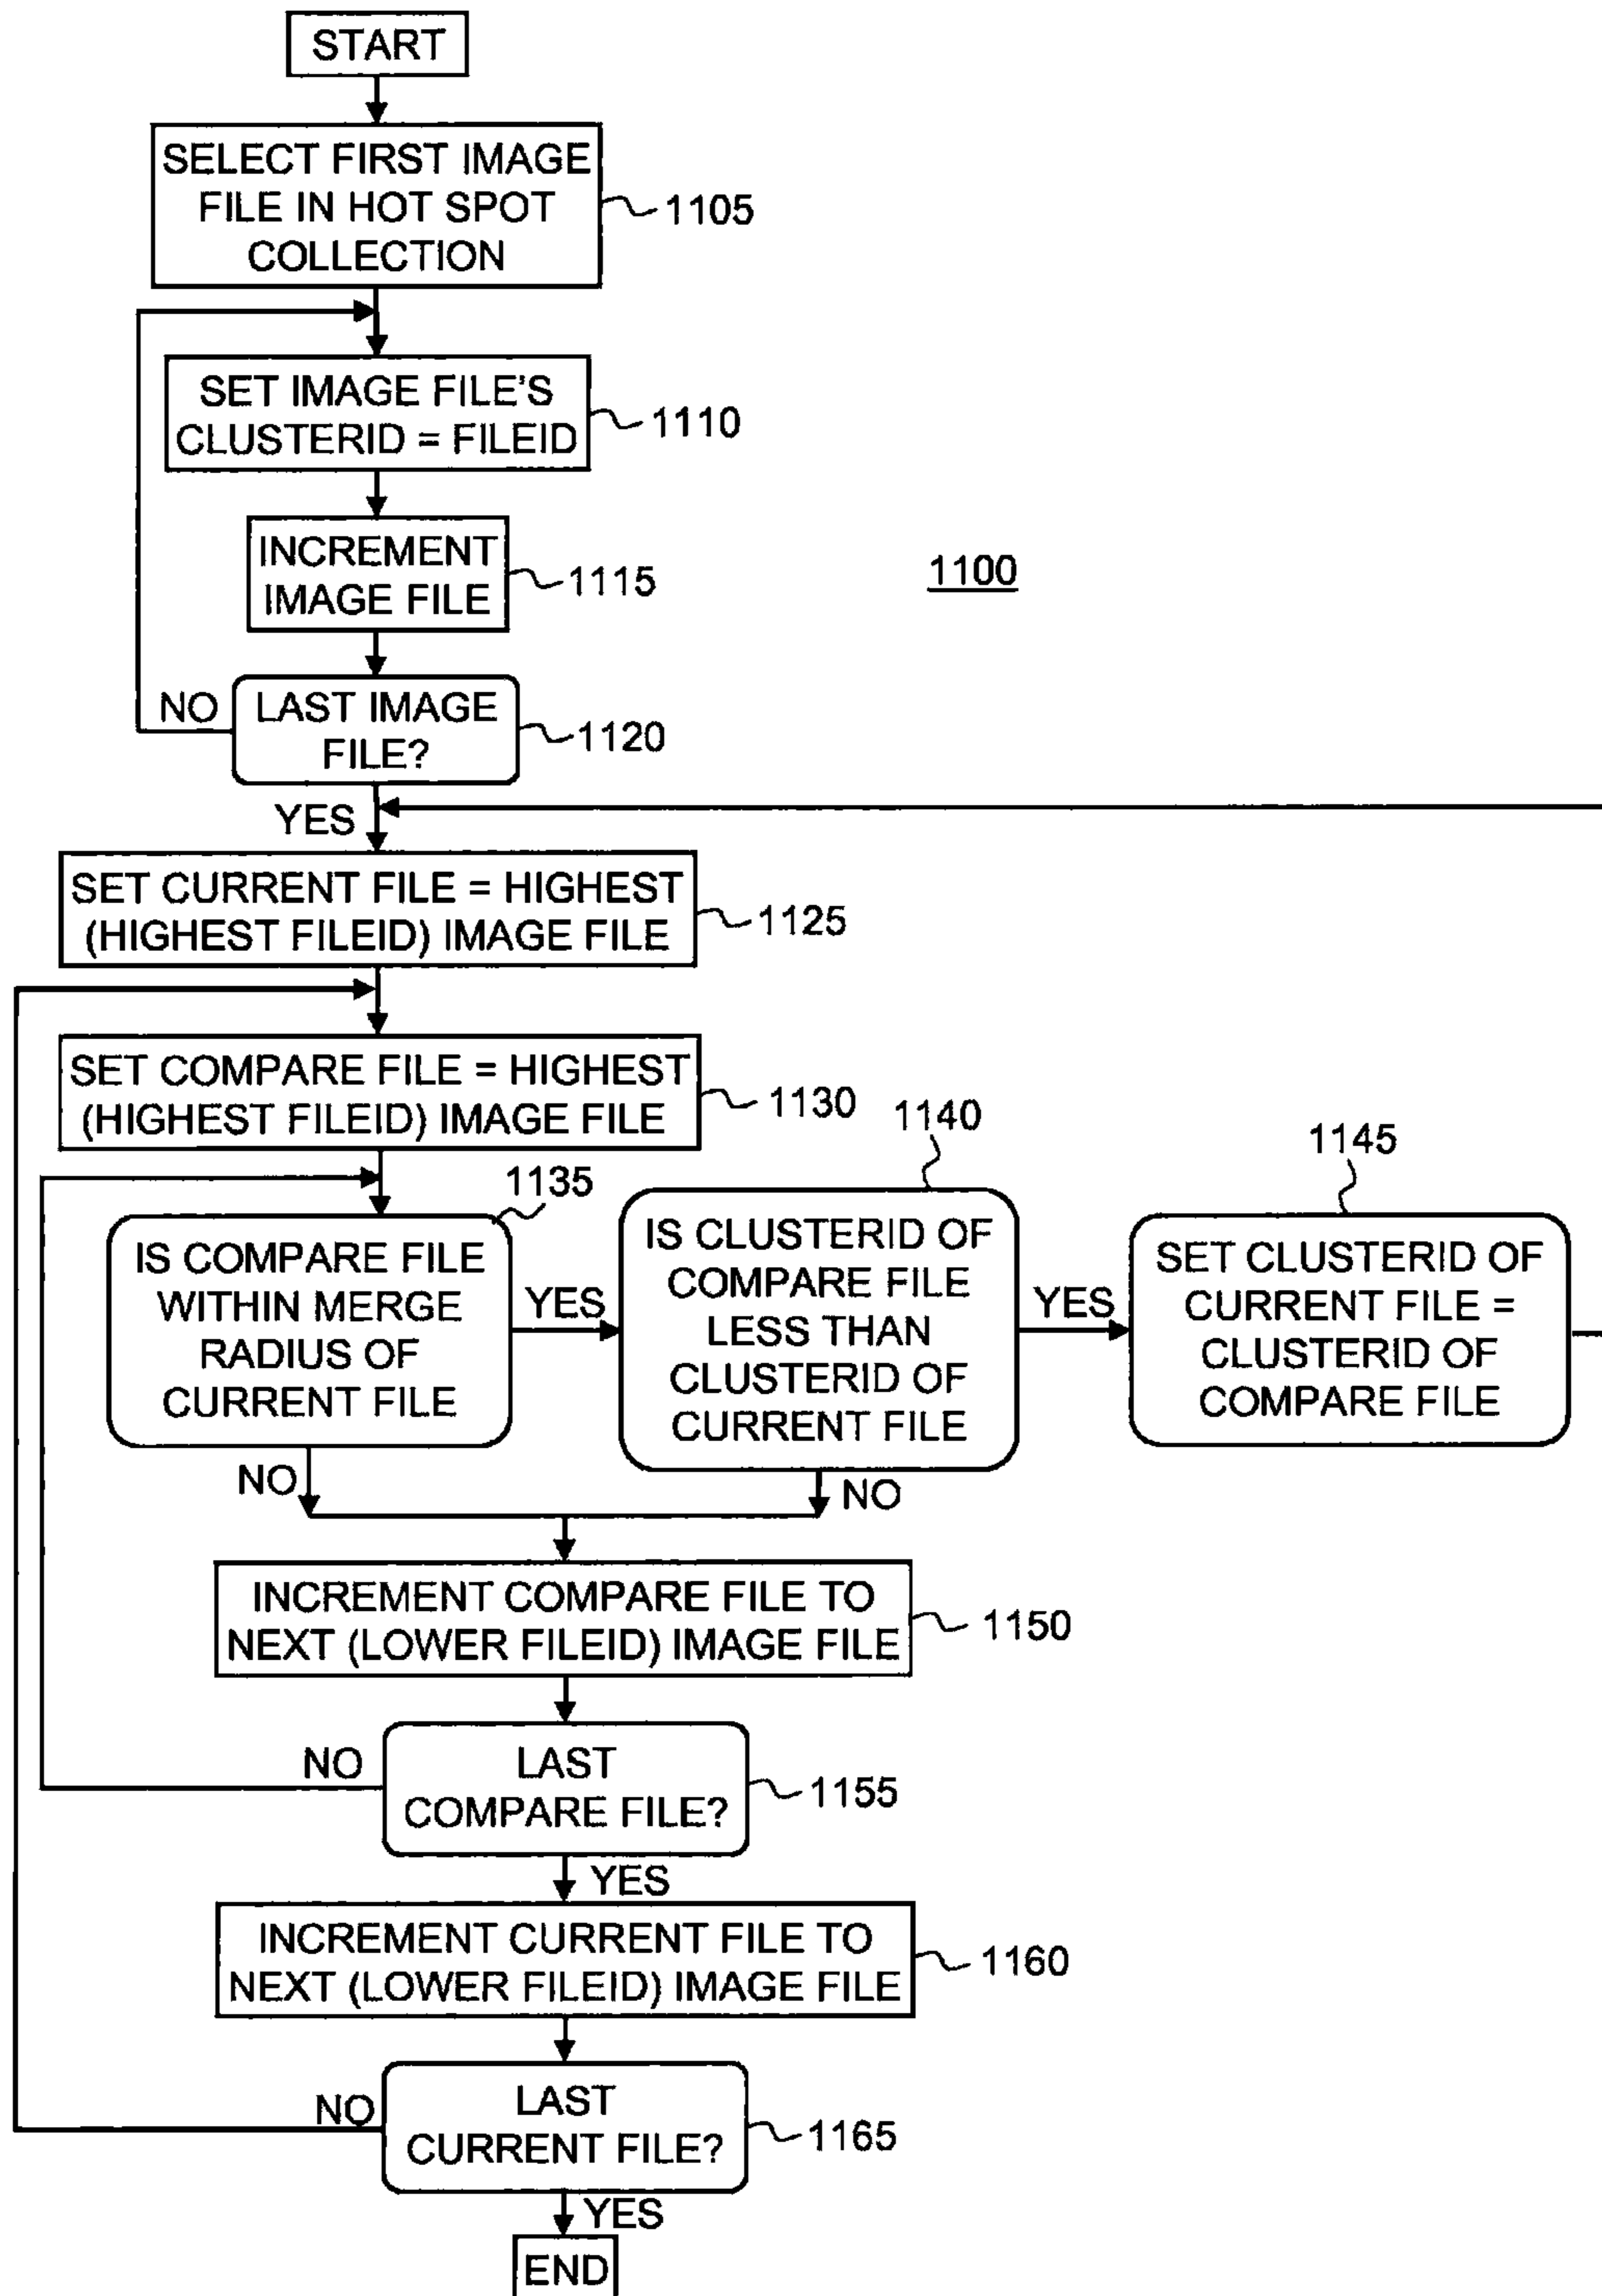 START
SELECT FIRST IMAGE
FILE IN HOT SPOT
COLLECTION
1105
SET IMAGE FILE'S
CLUSTERID = FILEID
1110
INCREMENT
IMAGE FILE
1115
1100
LAST IMAGE
FILE?
1120
NO
YES
SET CURRENT FILE = HIGHEST
(HIGHEST FILEID) IMAGE FILE
1125
SET COMPARE FILE = HIGHEST
(HIGHEST FILEID) IMAGE FILE
1130
1135
IS COMPARE FILE
WITHIN MERGE
RADIUS OF
CURRENT FILE
YES
NO
1140
IS CLUSTERID OF
COMPARE FILE
LESS THAN
CLUSTERID OF
CURRENT FILE
YES
NO
1145
SET CLUSTERID OF
CURRENT FILE =
CLUSTERID OF
COMPARE FILE
INCREMENT COMPARE FILE TO
NEXT (LOWER FILEID) IMAGE FILE
1150
LAST
COMPARE FILE?
1155
NO
YES
INCREMENT CURRENT FILE TO
NEXT (LOWER FILEID) IMAGE FILE
1160
LAST
CURRENT FILE?
1165
NO
YES
END